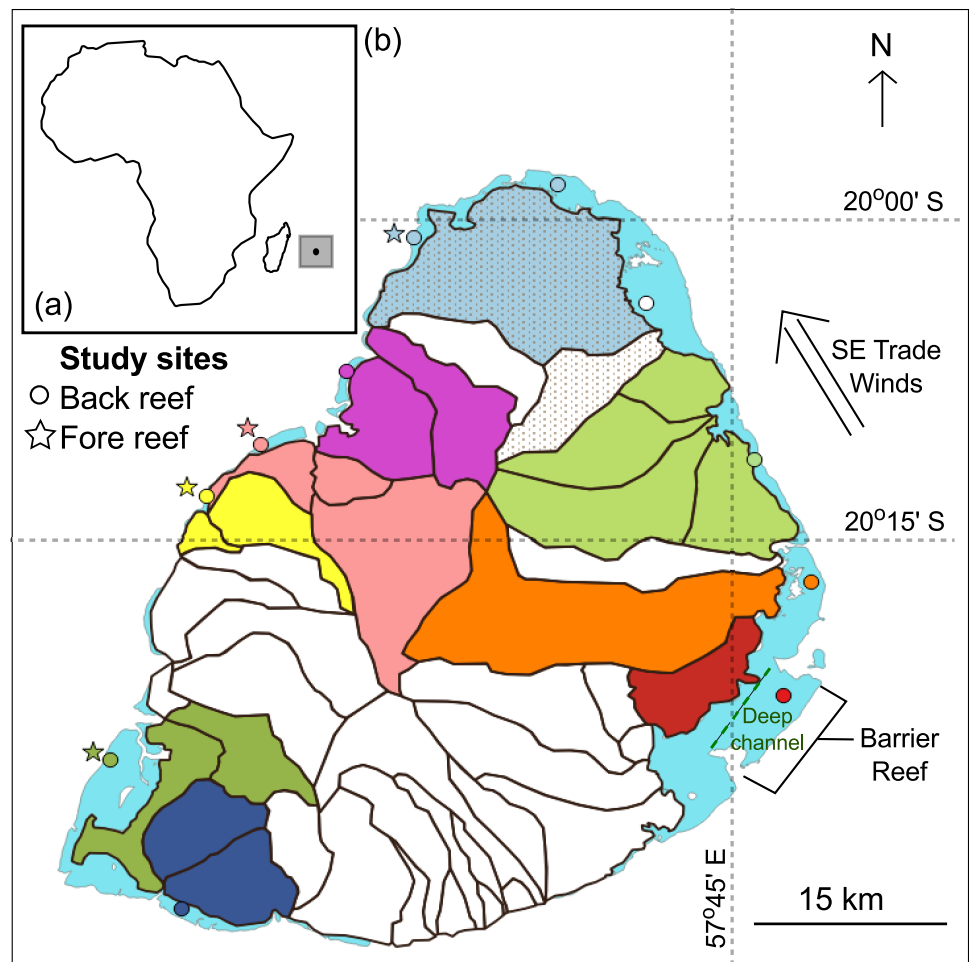 (b)
N
20°00' S
(a)
Study sites
Back reef
Fore reef
SE Trade
Winds
20°15' S
Deep
channel
Barrier
Reef
57°45' E
15 km